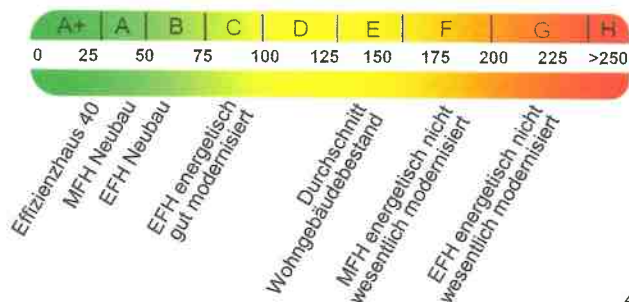 A+ A B C D E F G H
0 25 50 75 100 125 150 175 200 225 >250
Effizienzhaus 40
MFH Neubau
EFH Neubau
EFH energetisch
gut modernisiert
Durchschnitt
Wohngebäudebestand
MFH energetisch nicht
wesentlich modernisiert
EFH energetisch nicht
wesentlich modernisiert